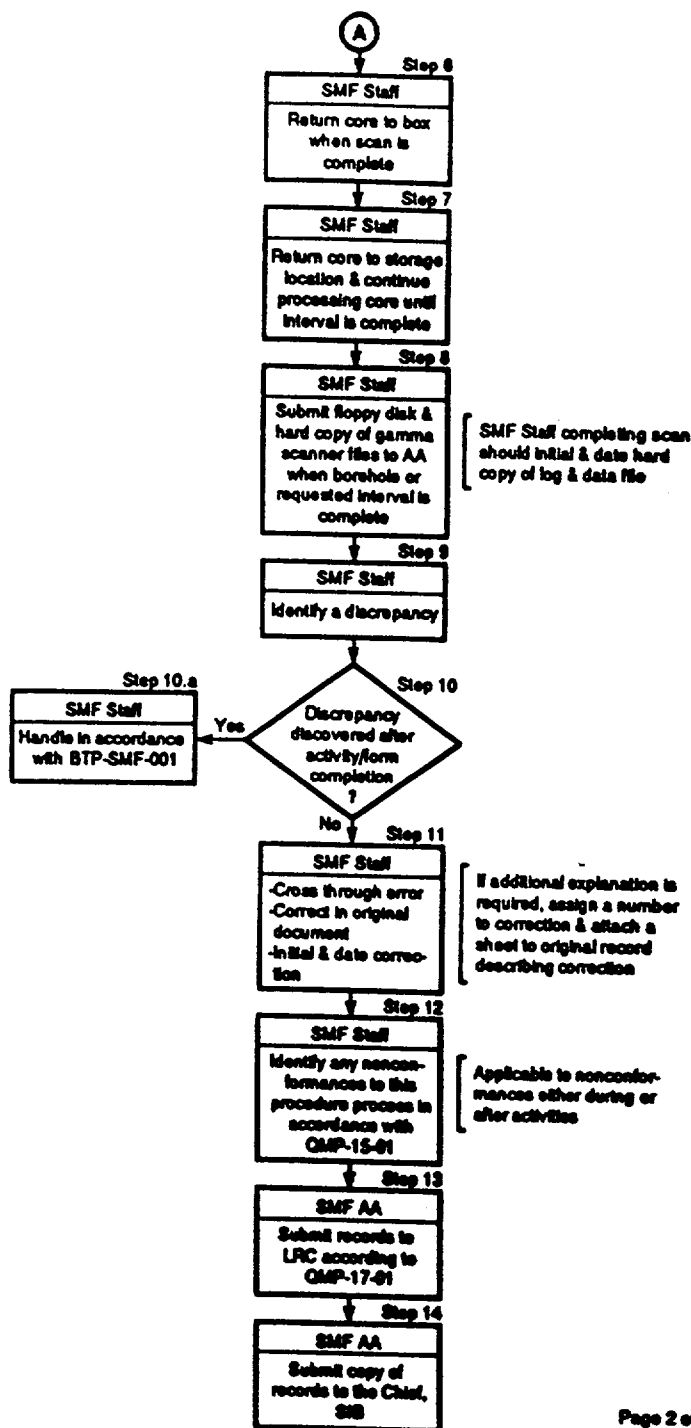 A
Step 6
SMF Staff
Return core to box
when scan is
complete
Step 7
SMF Staff
Return core to storage
location & continue
processing core until
interval is complete
Step 8
SMF Staff
Submit floppy disk &
hard copy of gamma
scanner files to AA
when borehole or
requested interval is
complete
SMF Staff completing scan
should initial & date hard
copy of log & data file
Step 9
SMF Staff
Identify a discrepancy
Step 10
Discrepancy
discovered after
activity/form
completion
?
Yes
Step 10.a
SMF Staff
Handle in accordance
with BTP-SMF-001
No
Step 11
SMF Staff
-Cross through error
-Correct in original
document
-Initial & date correc-
tion
If additional explanation is
required, assign a number
to correction & attach a
sheet to original record
describing correction
Step 12
SMF Staff
Identify any noncon-
formances to this
procedure process in
accordance with
QMP-15-01
Applicable to nonconfor-
mances either during or
after activities
Step 13
SMF AA
Submit records to
LRC according to
QMP-17-01
Step 14
SMF AA
Submit copy of
records to the Chief,
SIB
Page 2 o